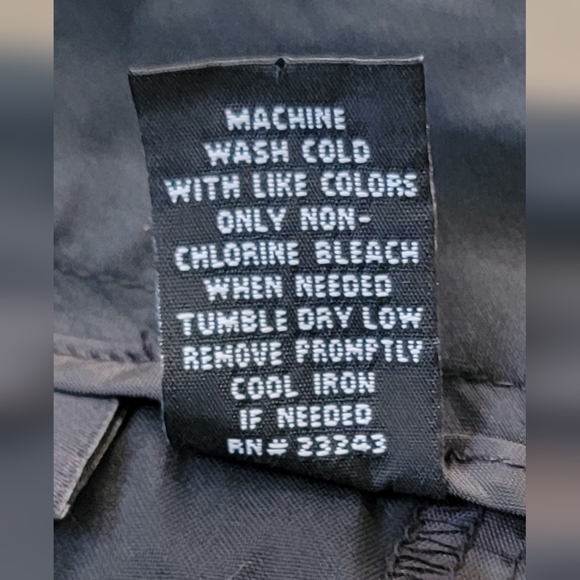 MACHINE
WASH COLD
WITH LIKE COLORS
ONLY NON-
CHLORINE BLEACH
WHEN NEEDED
TUMBLE DRY LOW
REMOVE PROMPTLY
COOL IRON
IF NEEDED
RN# 23243